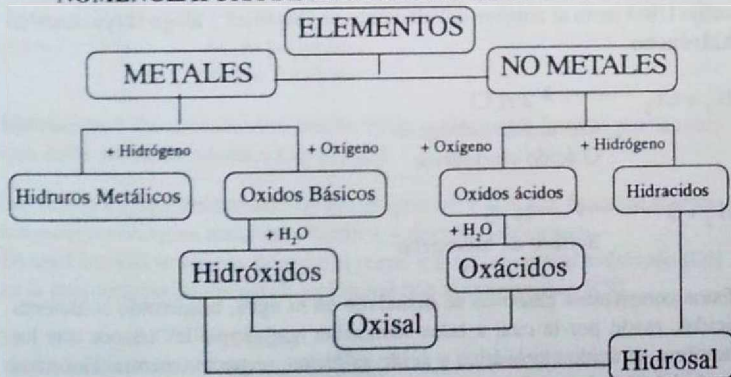 ELEMENTOS
METALES
NO METALES
+ Hidrógeno
+ Oxígeno
+ Oxígeno
+ Hidrógeno
Hidruros Metálicos
Oxidos Básicos
Oxidos ácidos
Hidracidos
+ H₂O
+ H₂O
Hidróxidos
Oxácidos
Oxisal
Hidrosal